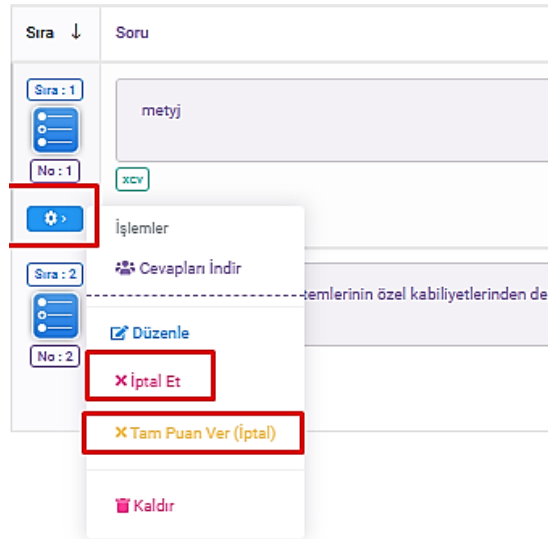 Sıra ↓ Soru
Sıra : 1
metyj
No : 1
xcv
İşlemler
Cevapları İndir
Sıra : 2
temlerinin özel kabiliyetlerinden de
Düzenle
No : 2
İptal Et
Tam Puan Ver (İptal)
Kaldır